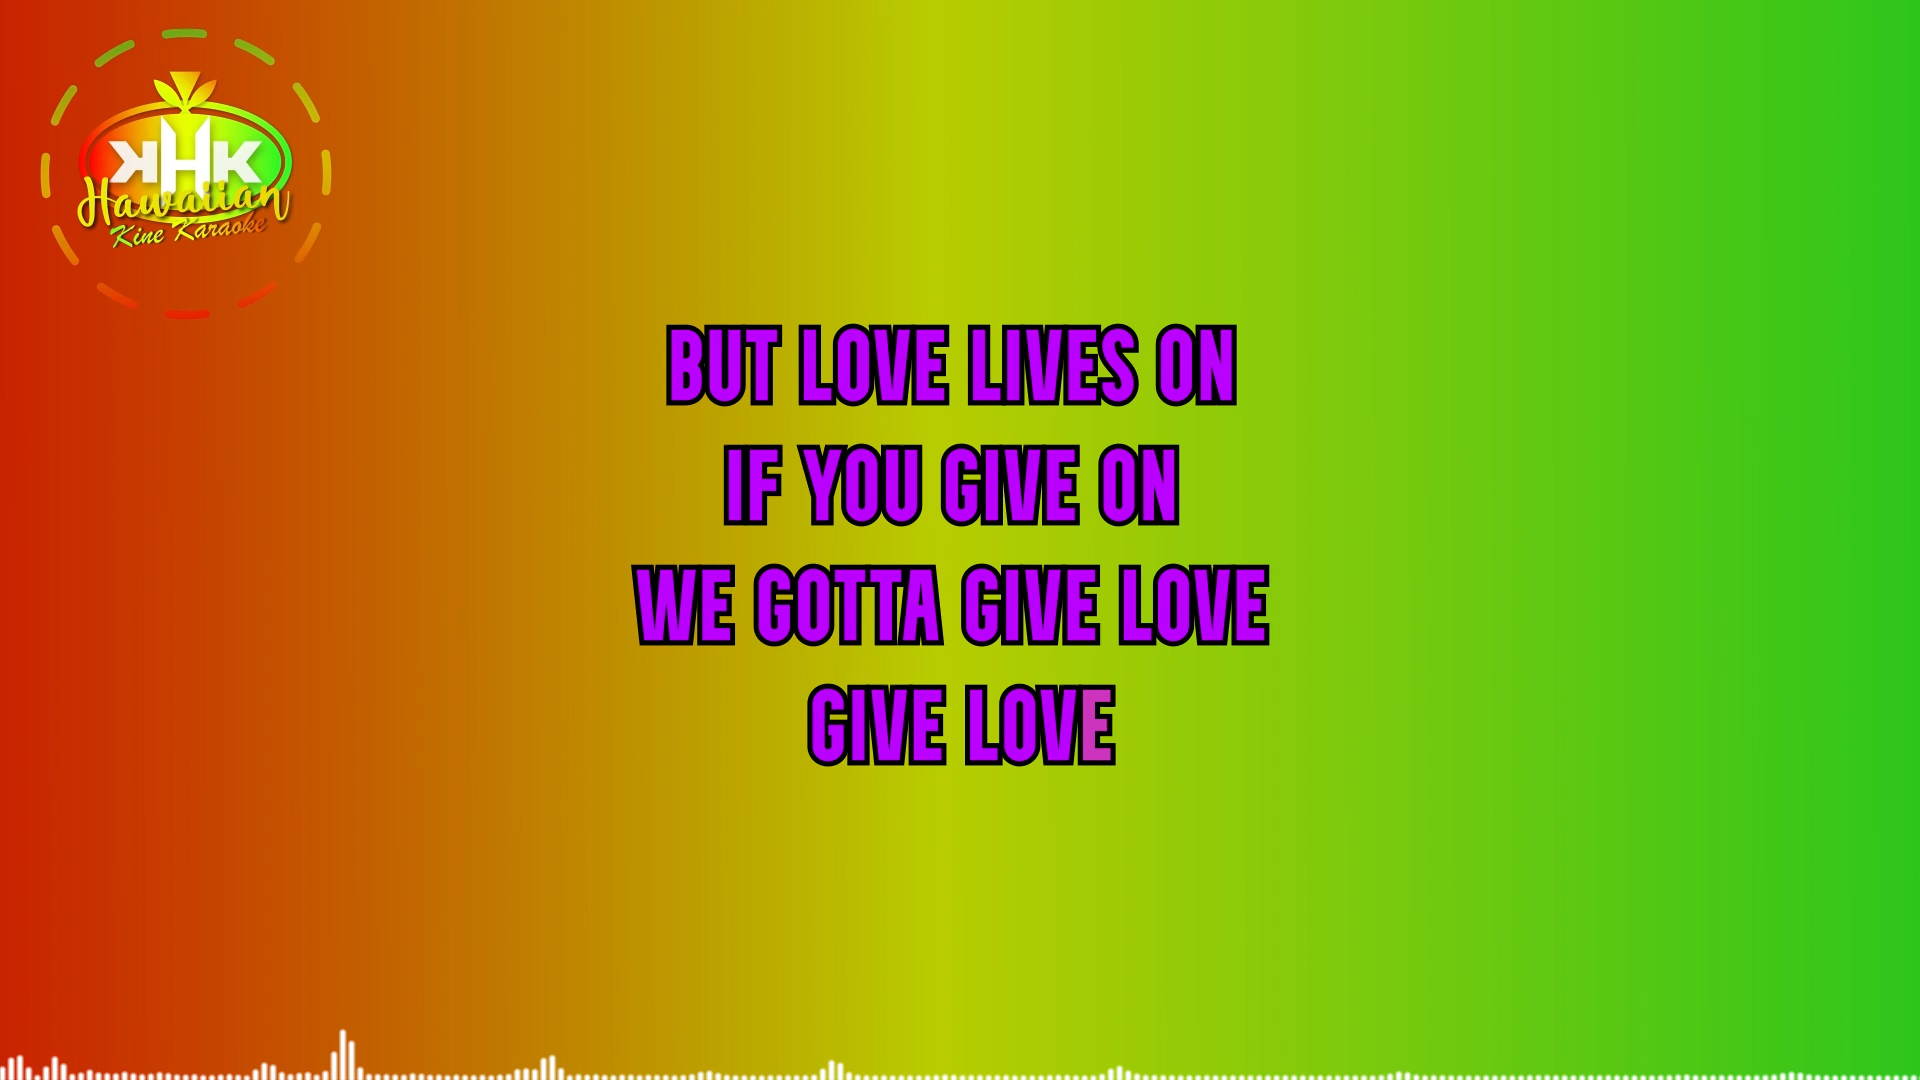 KHK
Hawaiian
Kine Karaoke
BUT LOVE LIVES ON
IF YOU GIVE ON
WE GOTTA GIVE LOVE
GIVE LOVE